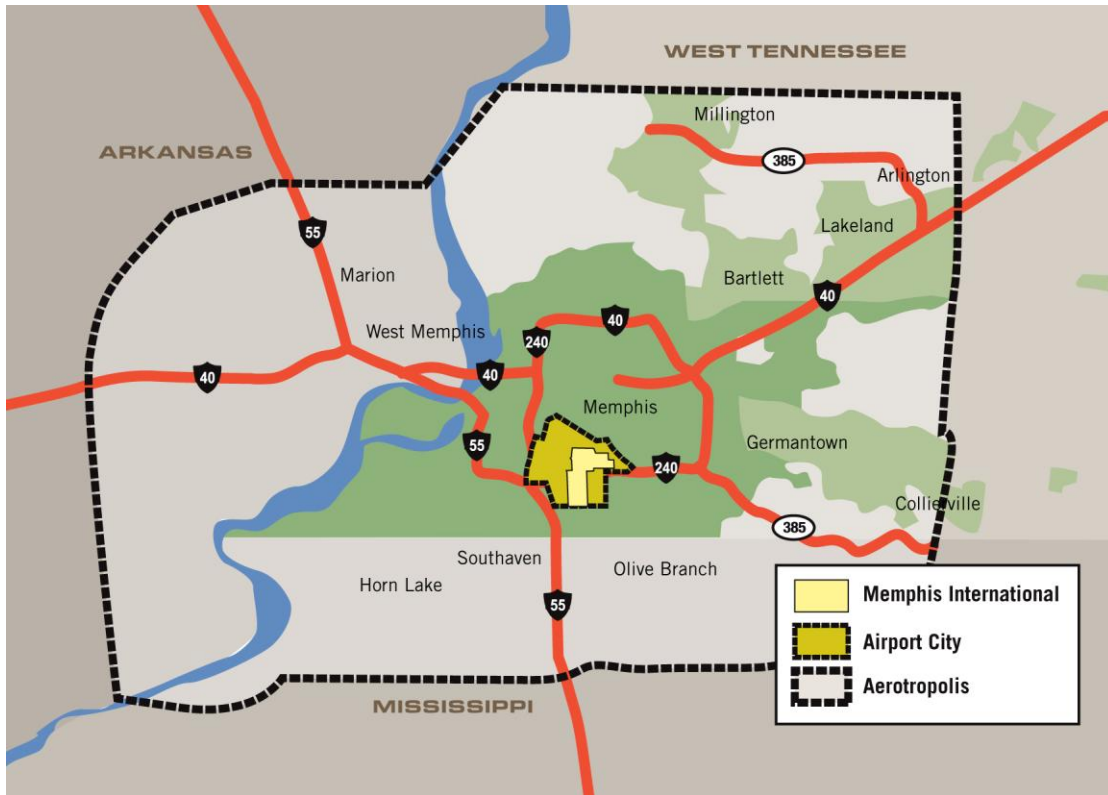 WEST TENNESSEE
Millington
385
ARKANSAS
Arlington
Lakeland
55
Marion
Bartlett
40
West Memphis
40
240
40
40
Memphis
55
Germantown
240
Collierville
385
Southaven
Olive Branch
Horn Lake
55
Memphis International
Airport City
Aerotropolis
MISSISSIPPI